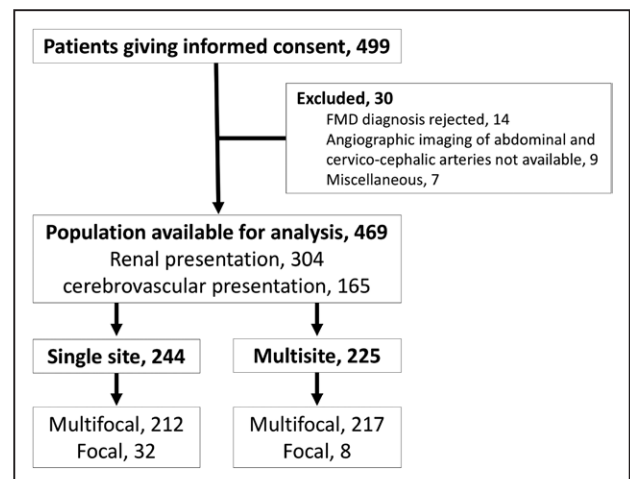 Patients giving informed consent, 499
Excluded, 30
FMD diagnosis rejected, 14
Angiographic imaging of abdominal and
cervico-cephalic arteries not available, 9
Miscellaneous, 7
Population available for analysis, 469
Renal presentation, 304
cerebrovascular presentation, 165
Single site, 244
Multisite, 225
Multifocal, 212
Focal, 32
Multifocal, 217
Focal, 8